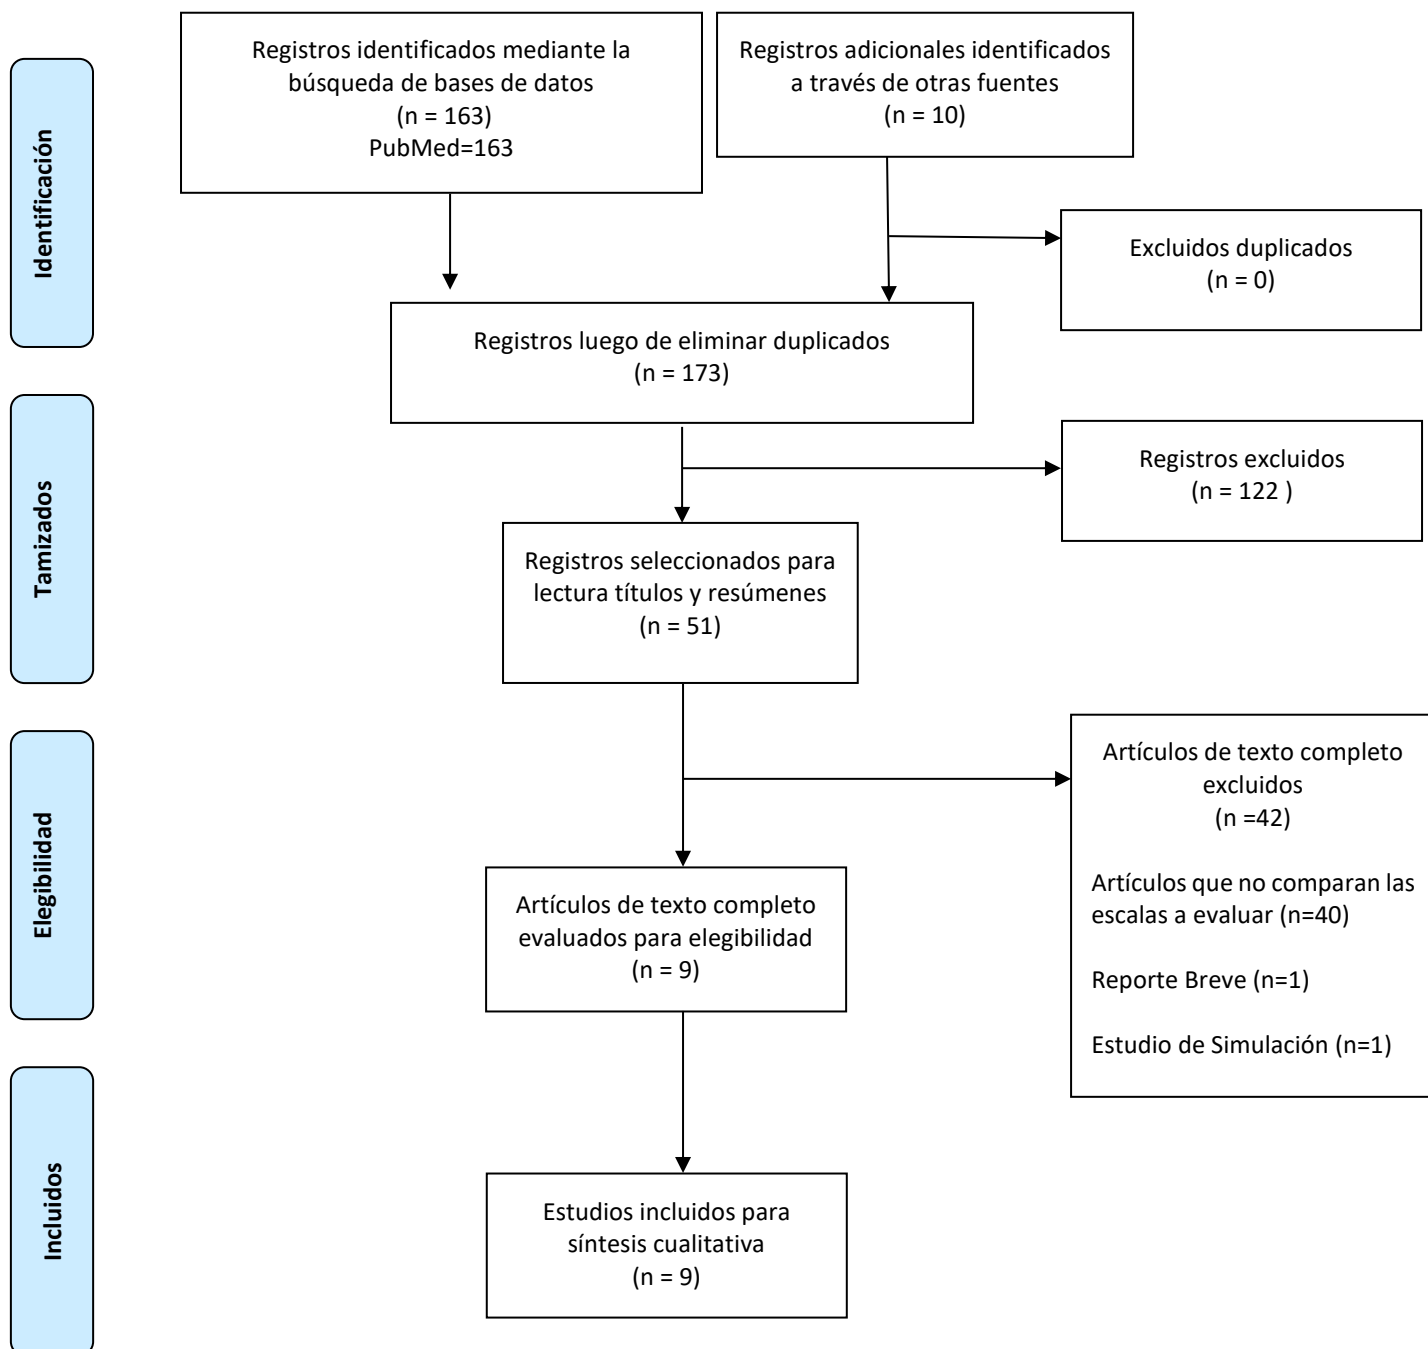 Registros identificados mediante la
búsqueda de bases de datos
(n = 163)
PubMed=163
Registros adicionales identificados
a través de otras fuentes
(n = 10)
Identificación
Excluidos duplicados
(n = 0)
Registros luego de eliminar duplicados
(n = 173)
Tamizados
Registros excluidos
(n = 122 )
Registros seleccionados para
lectura títulos y resúmenes
(n = 51)
Elegibilidad
Artículos de texto completo
excluidos
(n =42)
Artículos que no comparan las
escalas a evaluar (n=40)
Reporte Breve (n=1)
Estudio de Simulación (n=1)
Artículos de texto completo
evaluados para elegibilidad
(n = 9)
Incluidos
Estudios incluidos para
síntesis cualitativa
(n = 9)